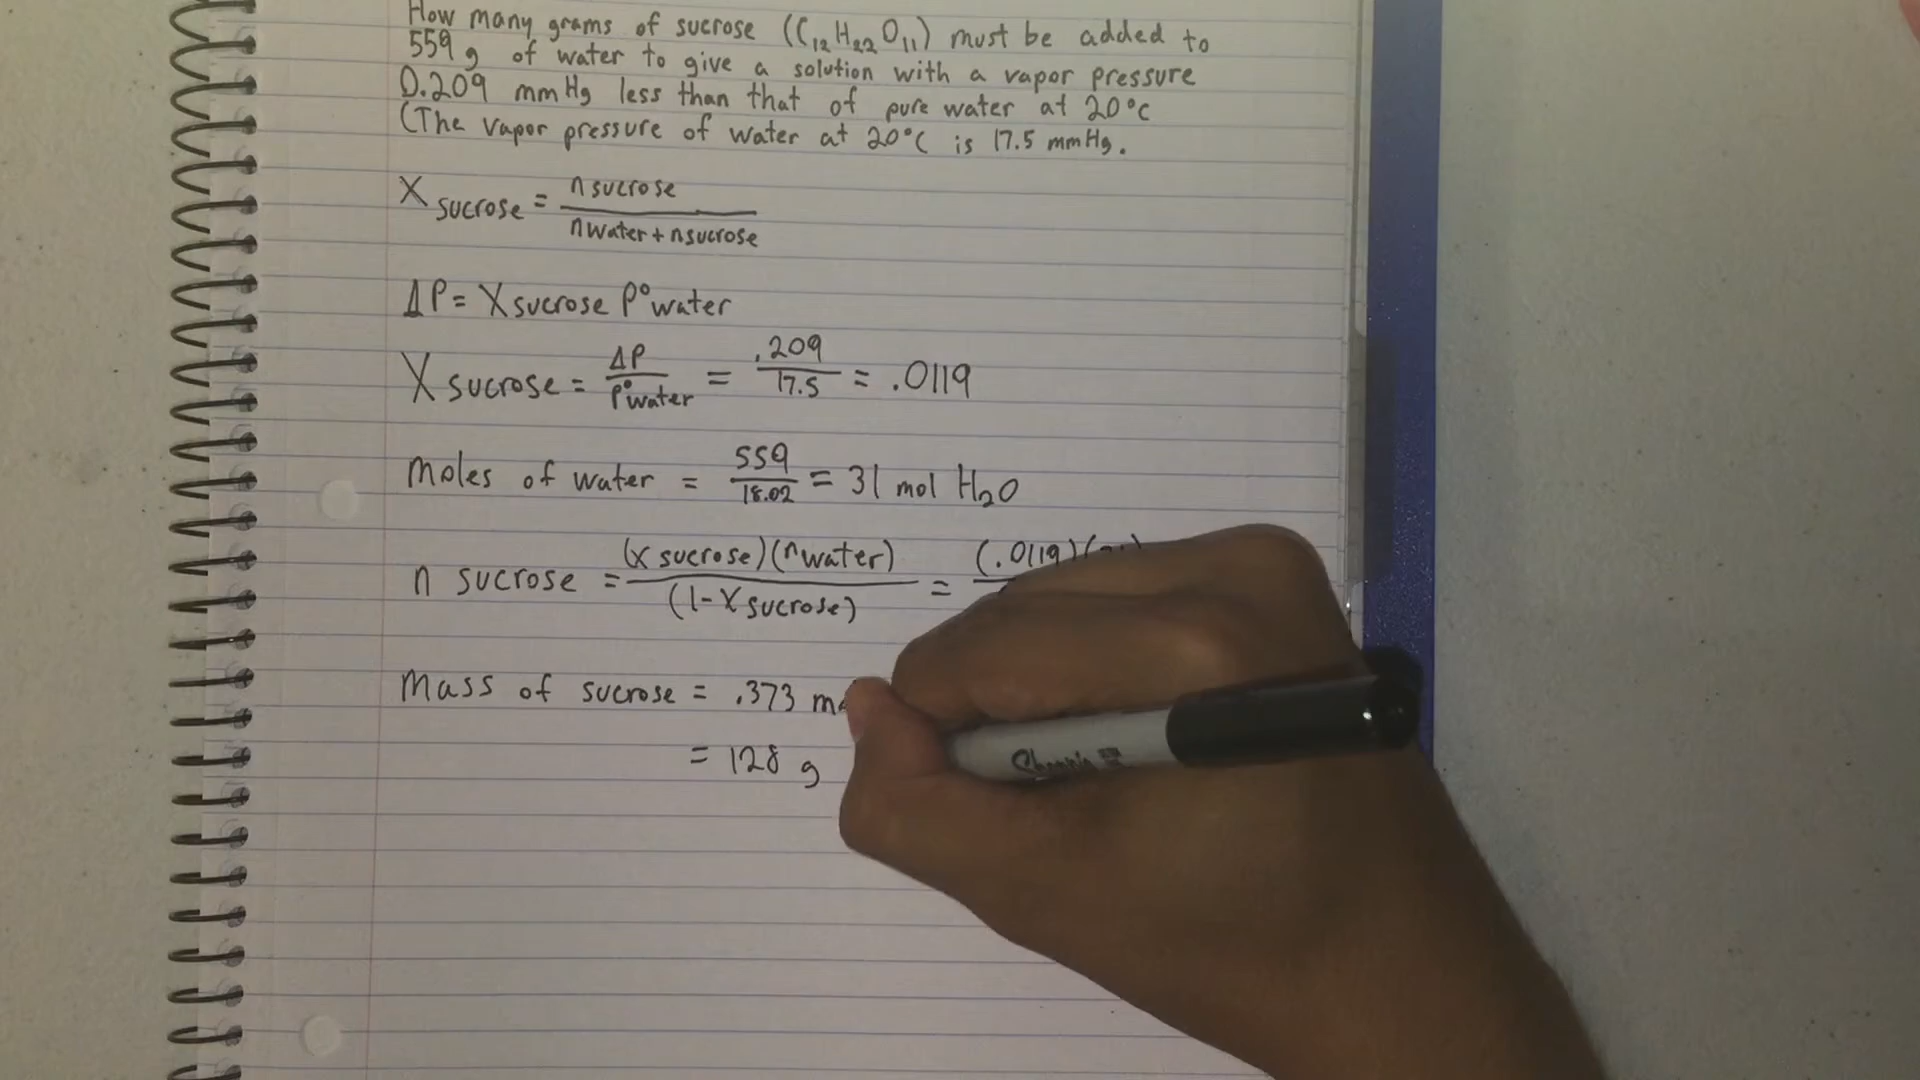 How many grams of sucrose (C₁₂H₂₂O₁₁) must be added to
559 g of water to give a solution with a vapor pressure
0.209 mmHg less than that of pure water at 20°C
(The vapor pressure of water at 20°C is 17.5 mmHg.
X sucrose = n sucrose / n water + n sucrose
ΔP = X sucrose P° water
X sucrose = ΔP / P° water = .209 / 17.5 = .0119
moles of water = 559 / 18.02 = 31 mol H₂O
n sucrose = (x sucrose)(n water) / (1 - X sucrose) = (.0119)(
Mass of sucrose = .373
= 128 g
Sharpie